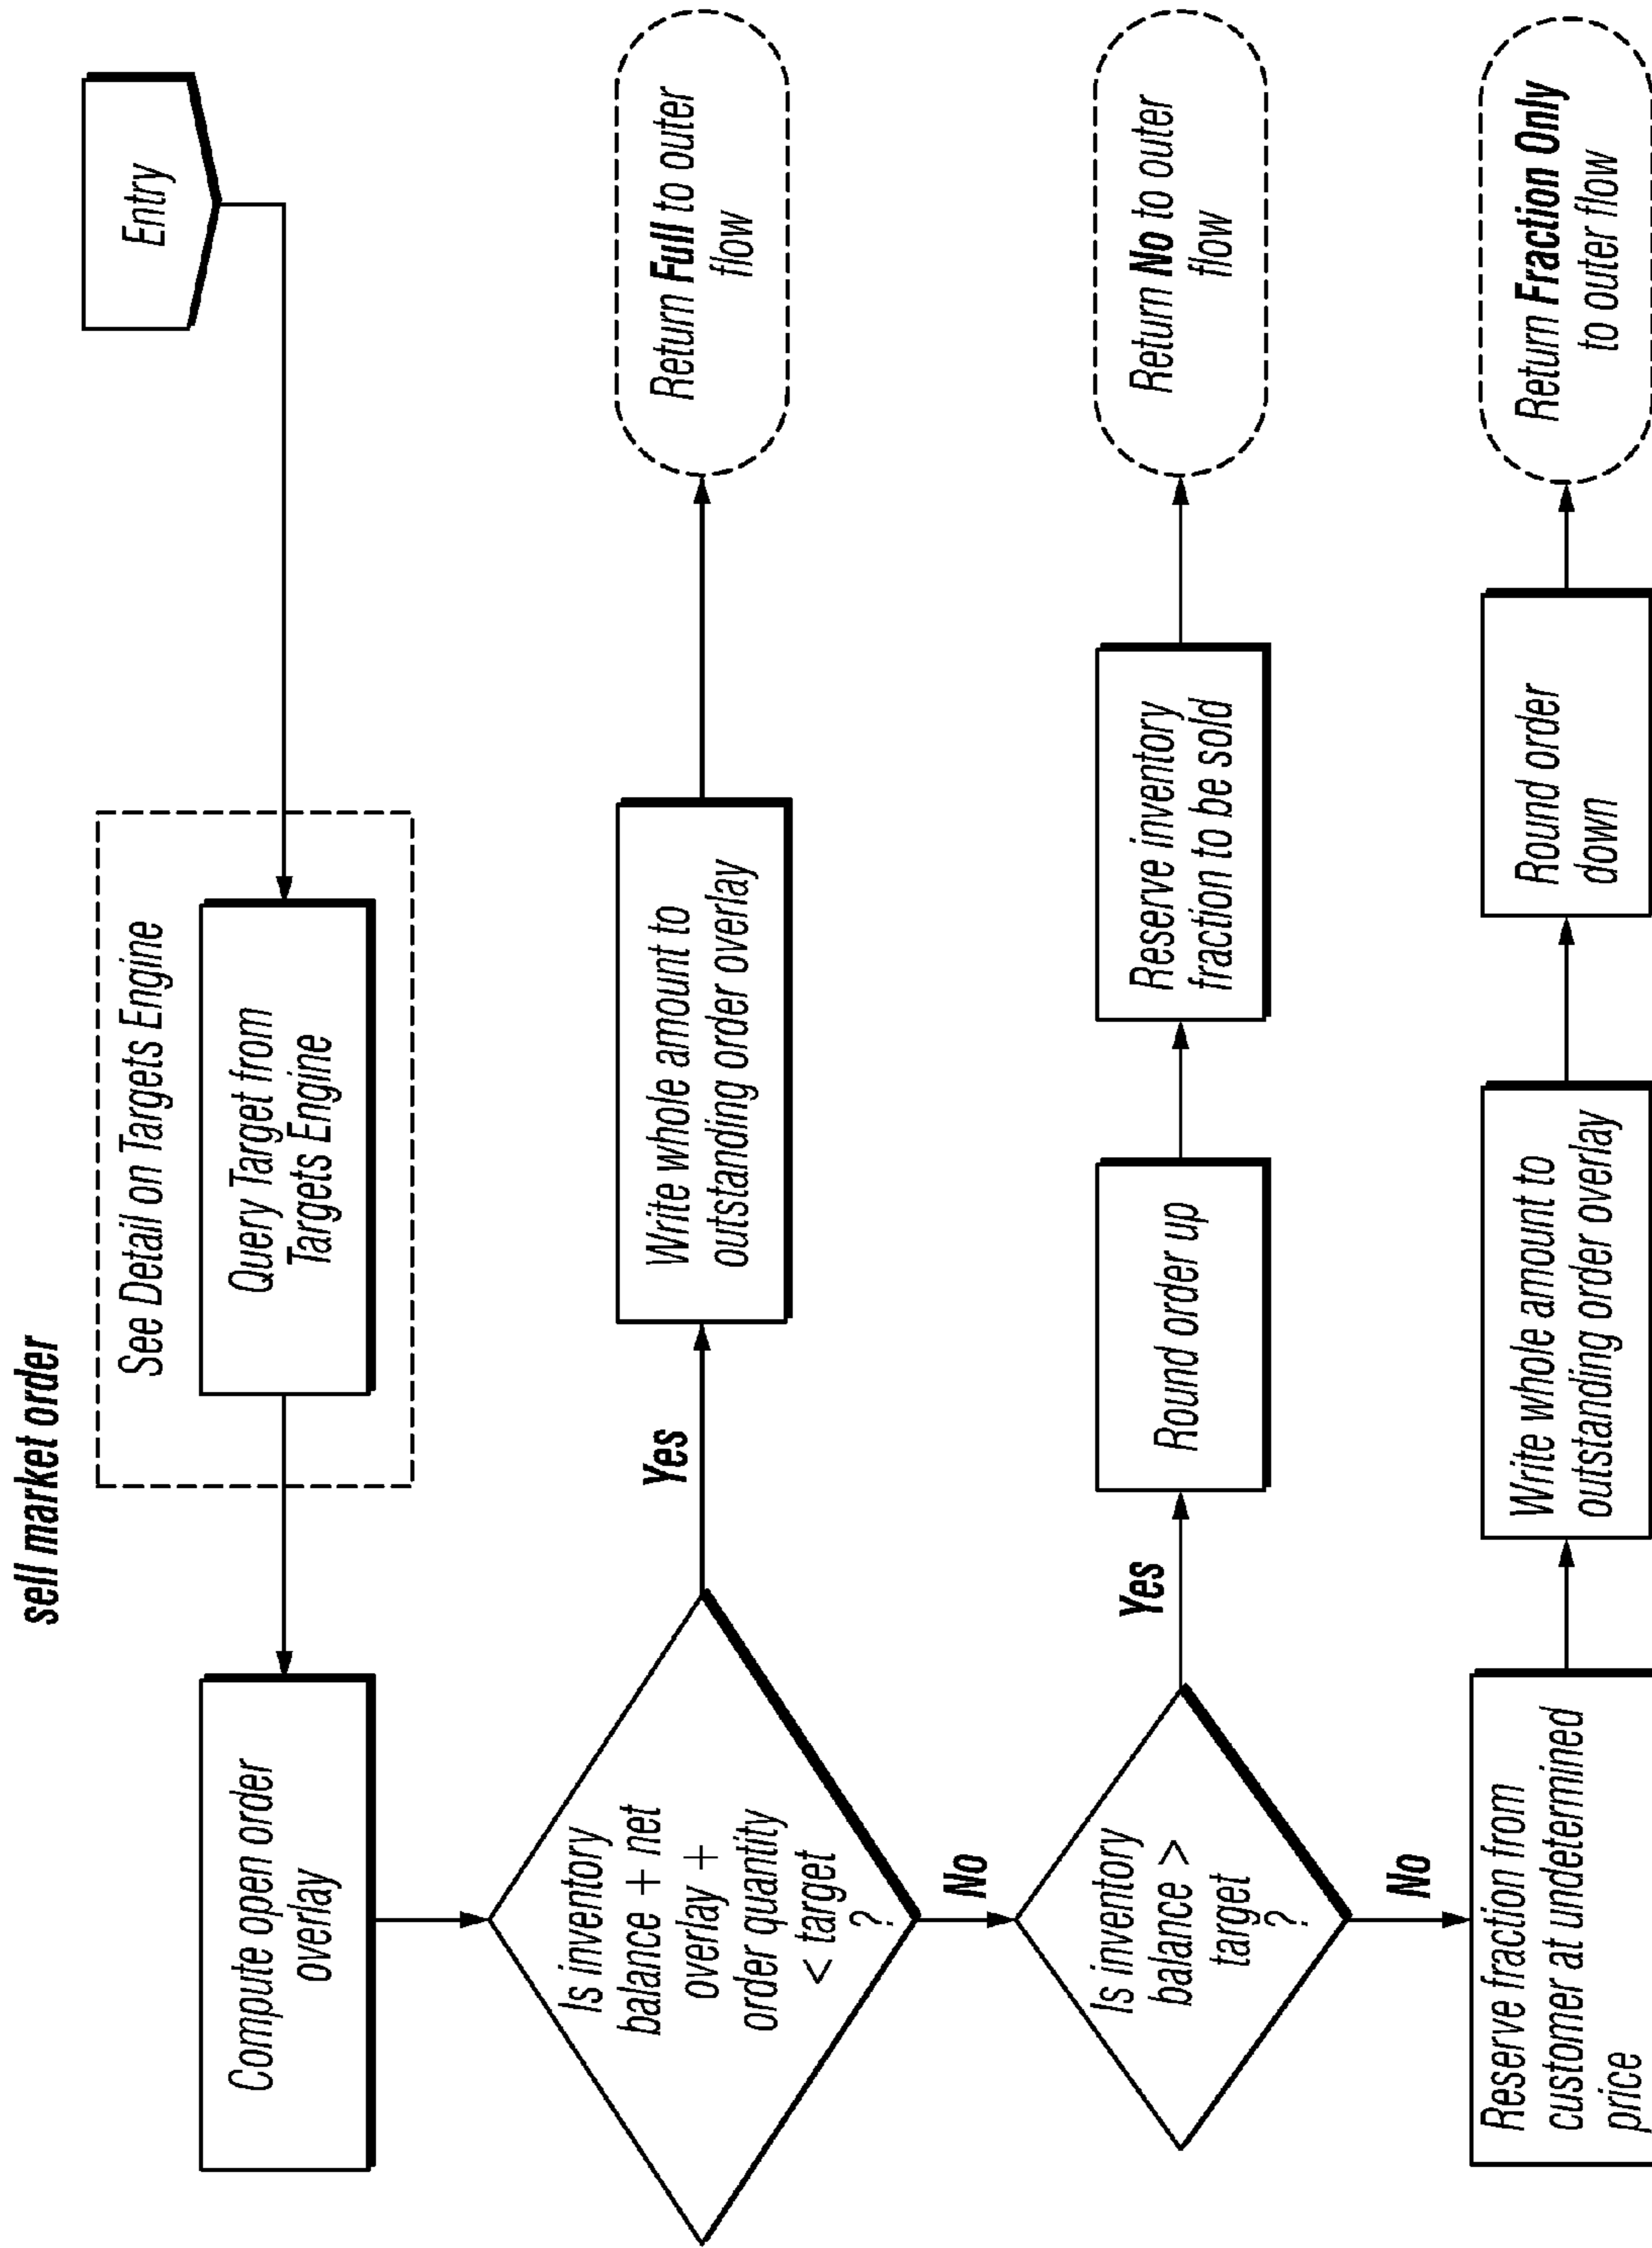 sell market order
Entry
See Detail on Targets Engine
Query Target from
Targets Engine
Compute open order
overlay
Is inventory
balance + net
overlay +
order quantity
< target
?
Yes
Write whole amount to
outstanding order overlay
Return Full to outer
flow
No
Is inventory
balance >
target
?
Yes
Round order up
Reserve inventory
fraction to be sold
Return No to outer
flow
No
Reserve fraction from
customer at undetermined
price
Write whole amount to
outstanding order overlay
Round order
down
Return Fraction Only
to outer flow